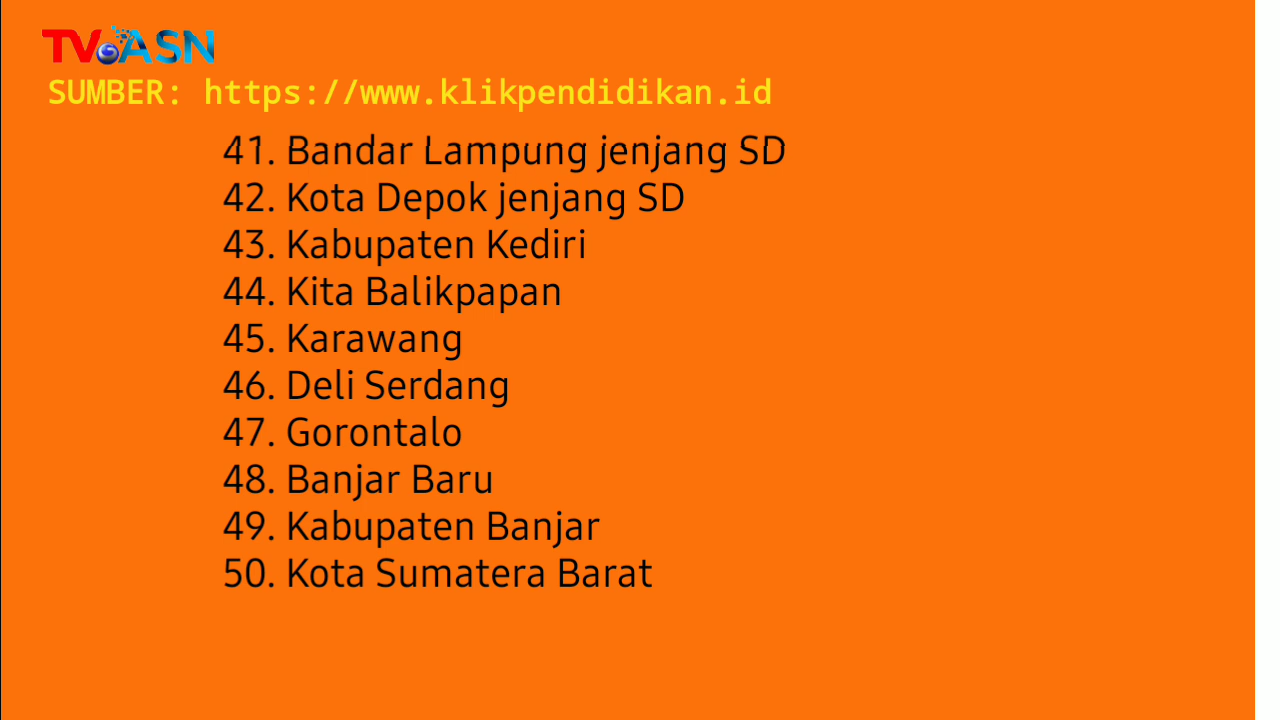 TV ASN
SUMBER: https://www.klikpendidikan.id
41. Bandar Lampung jenjang SD
42. Kota Depok jenjang SD
43. Kabupaten Kediri
44. Kita Balikpapan
45. Karawang
46. Deli Serdang
47. Gorontalo
48. Banjar Baru
49. Kabupaten Banjar
50. Kota Sumatera Barat